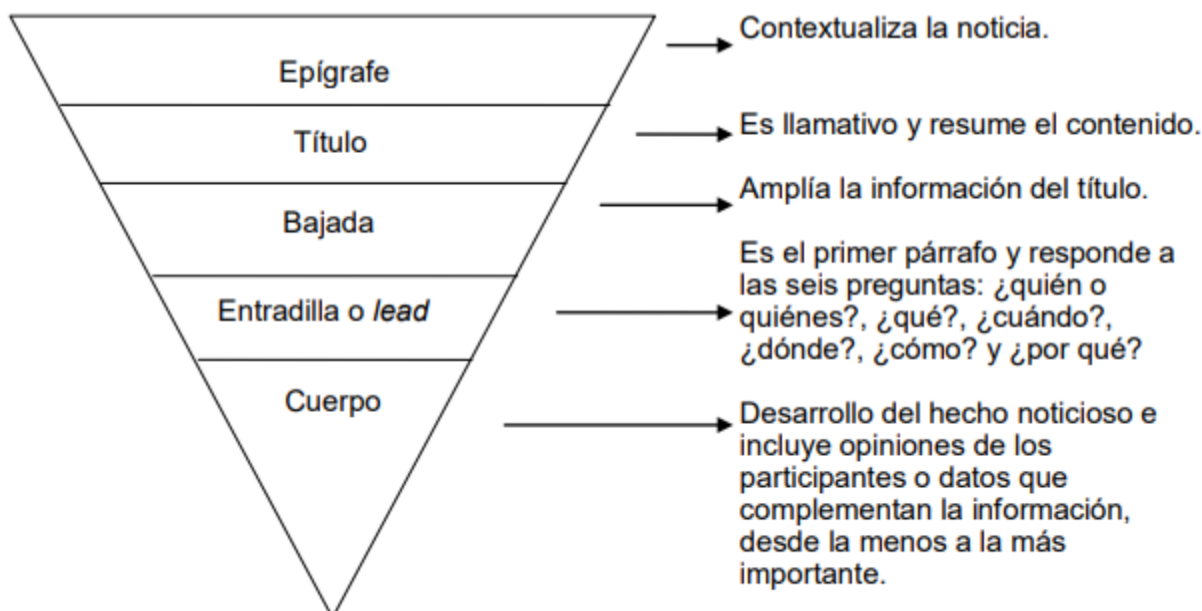 Epígrafe
Contextualiza la noticia.
Título
Es llamativo y resume el contenido.
Bajada
Amplía la información del título.
Entradilla o lead
Es el primer párrafo y responde a
las seis preguntas: ¿quién o
quiénes?, ¿qué?, ¿cuándo?,
¿dónde?, ¿cómo? y ¿por qué?
Cuerpo
Desarrollo del hecho noticioso e
incluye opiniones de los
participantes o datos que
complementan la información,
desde la menos a la más
importante.